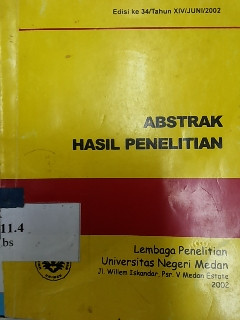 Edisi ke 34/Tahun XIV/JUNI/2002
ABSTRAK
HASIL PENELITIAN
11.4
bs
Lembaga Penelitian
Universitas Negeri Medan
Jl. Willem Iskandar, Psr. V Medan Estate
2002